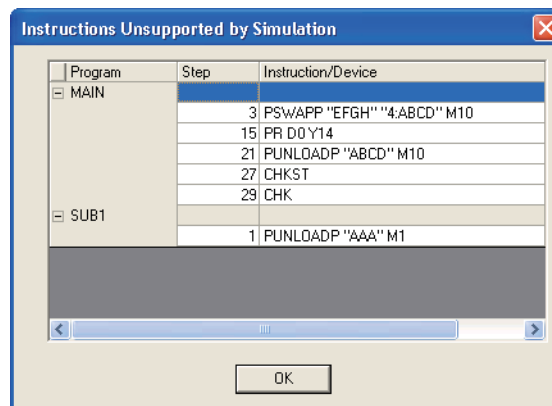 Instructions Unsupported by Simulation
Program Step Instruction/Device
MAIN
3 PSWAPP "EFGH" "4:ABCD" M10
15 PR D0 Y14
21 PUNLOADP "ABCD" M10
27 CHKST
29 CHK
SUB1
1 PUNLOADP "AAA" M1
OK